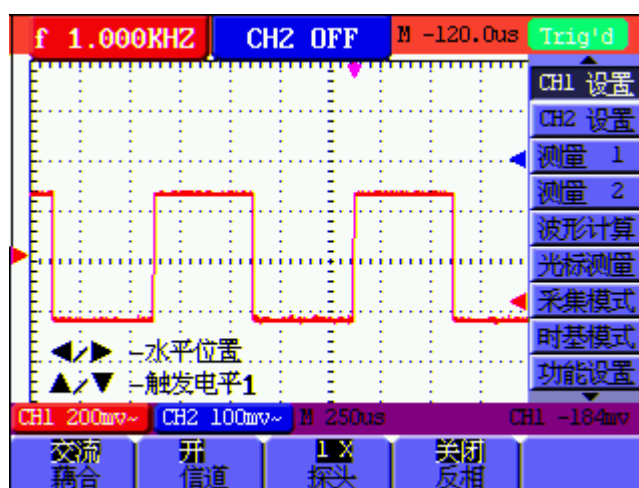 f 1.000KHZ CH2 OFF M -120.0us Trig'd
CH1 设置
CH2 设置
测量 1
测量 2
波形计算
光标测量
采集模式
时基模式
功能设置
◀/▶ -水平位置
▲/▼ -触发电平1
CH1 200mv~ CH2 100mv~ M 250us CH1 -184mv
交流 开 1 X 关闭
藕合 信道 探头 反相